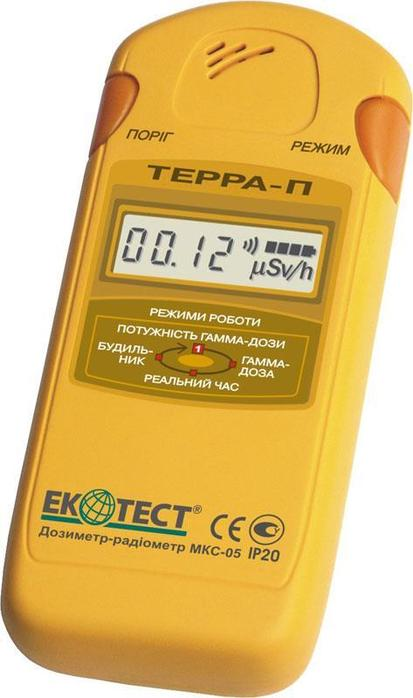 ПОРІГ
РЕЖИМ
ТЕРРА-П
00.12 µSv/h
РЕЖИМИ РОБОТИ
ПОТУЖНІСТЬ ГАММА-ДОЗИ
БУДИЛЬ-
НИК
1
ГАММА-
ДОЗА
РЕАЛЬНИЙ ЧАС
ЕКОТЕСТ®
CE
Дозиметр-радіометр МКС-05 IP20